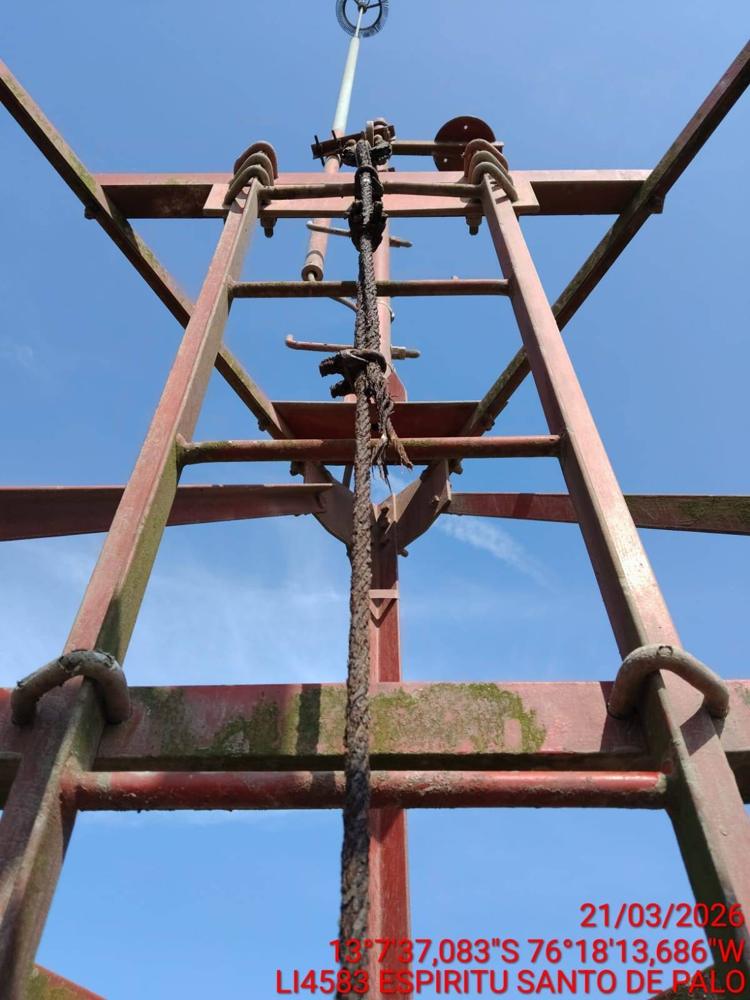 21/03/2026
13°7'37,083"S 76°18'13,686"W
LI4583 ESPIRITU SANTO DE PALO